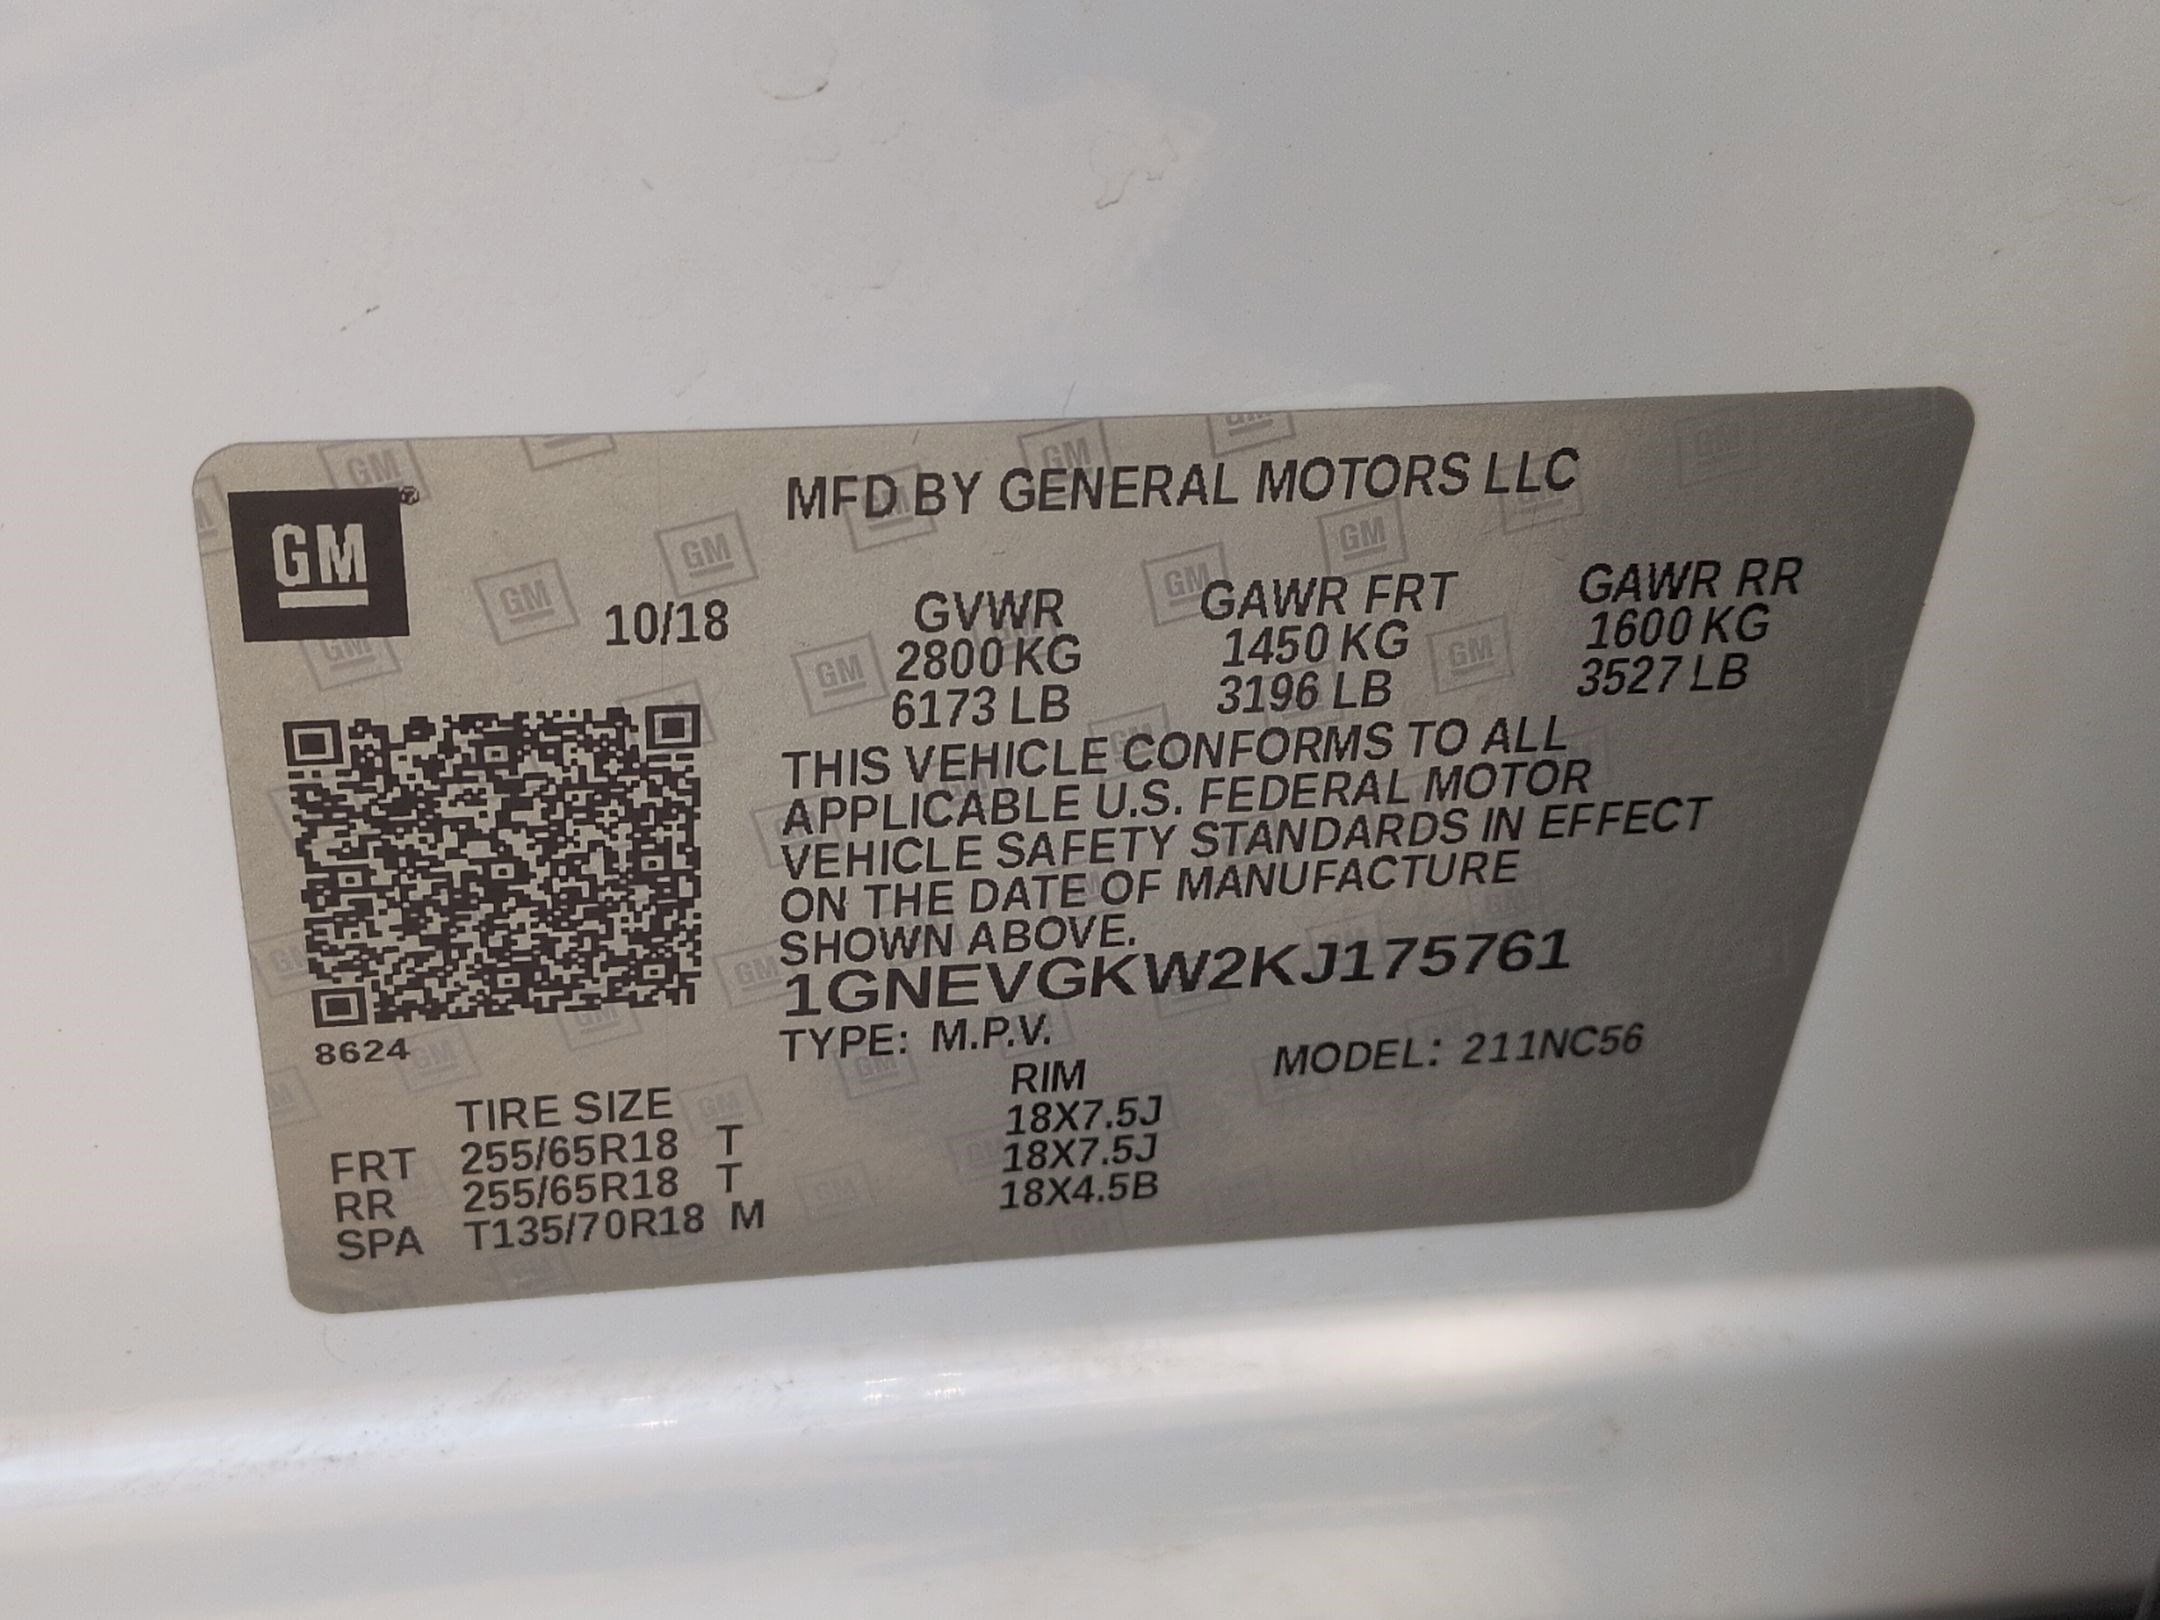 GM
MFD BY GENERAL MOTORS LLC
10/18
GVWR GAWR FRT GAWR RR
2800 KG 1450 KG 1600 KG
6173 LB 3196 LB 3527 LB
THIS VEHICLE CONFORMS TO ALL
APPLICABLE U.S. FEDERAL MOTOR
VEHICLE SAFETY STANDARDS IN EFFECT
ON THE DATE OF MANUFACTURE
SHOWN ABOVE.
1GNEVGKW2KJ175761
8624
TYPE: M.P.V. MODEL: 211NC56
TIRE SIZE RIM
FRT 255/65R18 T 18X7.5J
RR 255/65R18 T 18X7.5J
SPA T135/70R18 M 18X4.5B